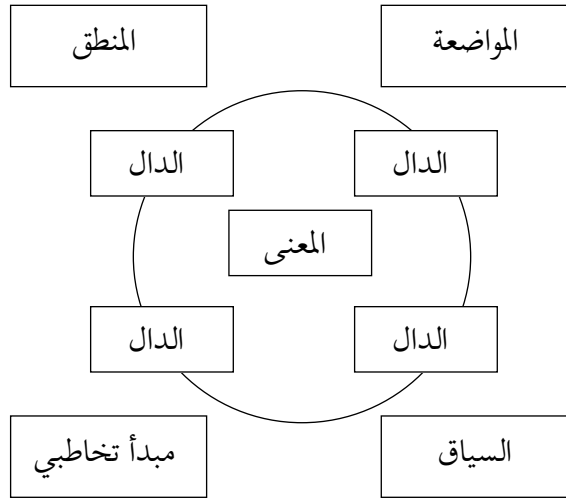 المواضعة
المنطق
الدال
الدال
المعنى
الدال
الدال
السياق
مبدأ تخاطبي